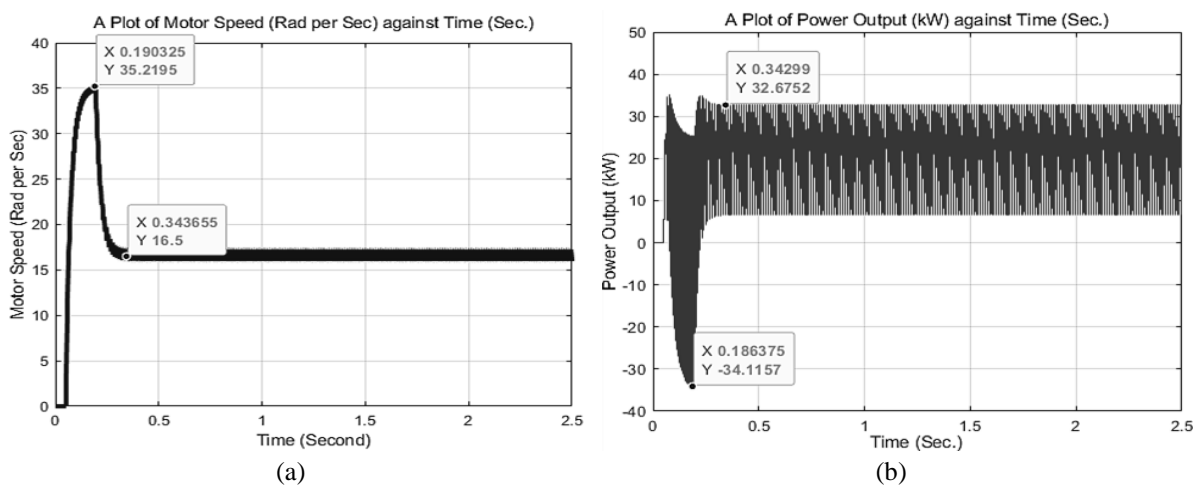 A Plot of Motor Speed (Rad per Sec) against Time (Sec.)
40
35
30
25
20
15
10
5
0
Motor Speed (Rad per Sec)
X 0.190325
Y 35.2195
X 0.343655
Y 16.5
0 0.5 1 1.5 2 2.5
Time (Second)
(a)
A Plot of Power Output (kW) against Time (Sec.)
50
40
30
20
10
0
-10
-20
-30
-40
Power Output (kW)
X 0.34299
Y 32.6752
X 0.186375
Y -34.1157
0 0.5 1 1.5 2 2.5
Time (Sec.)
(b)